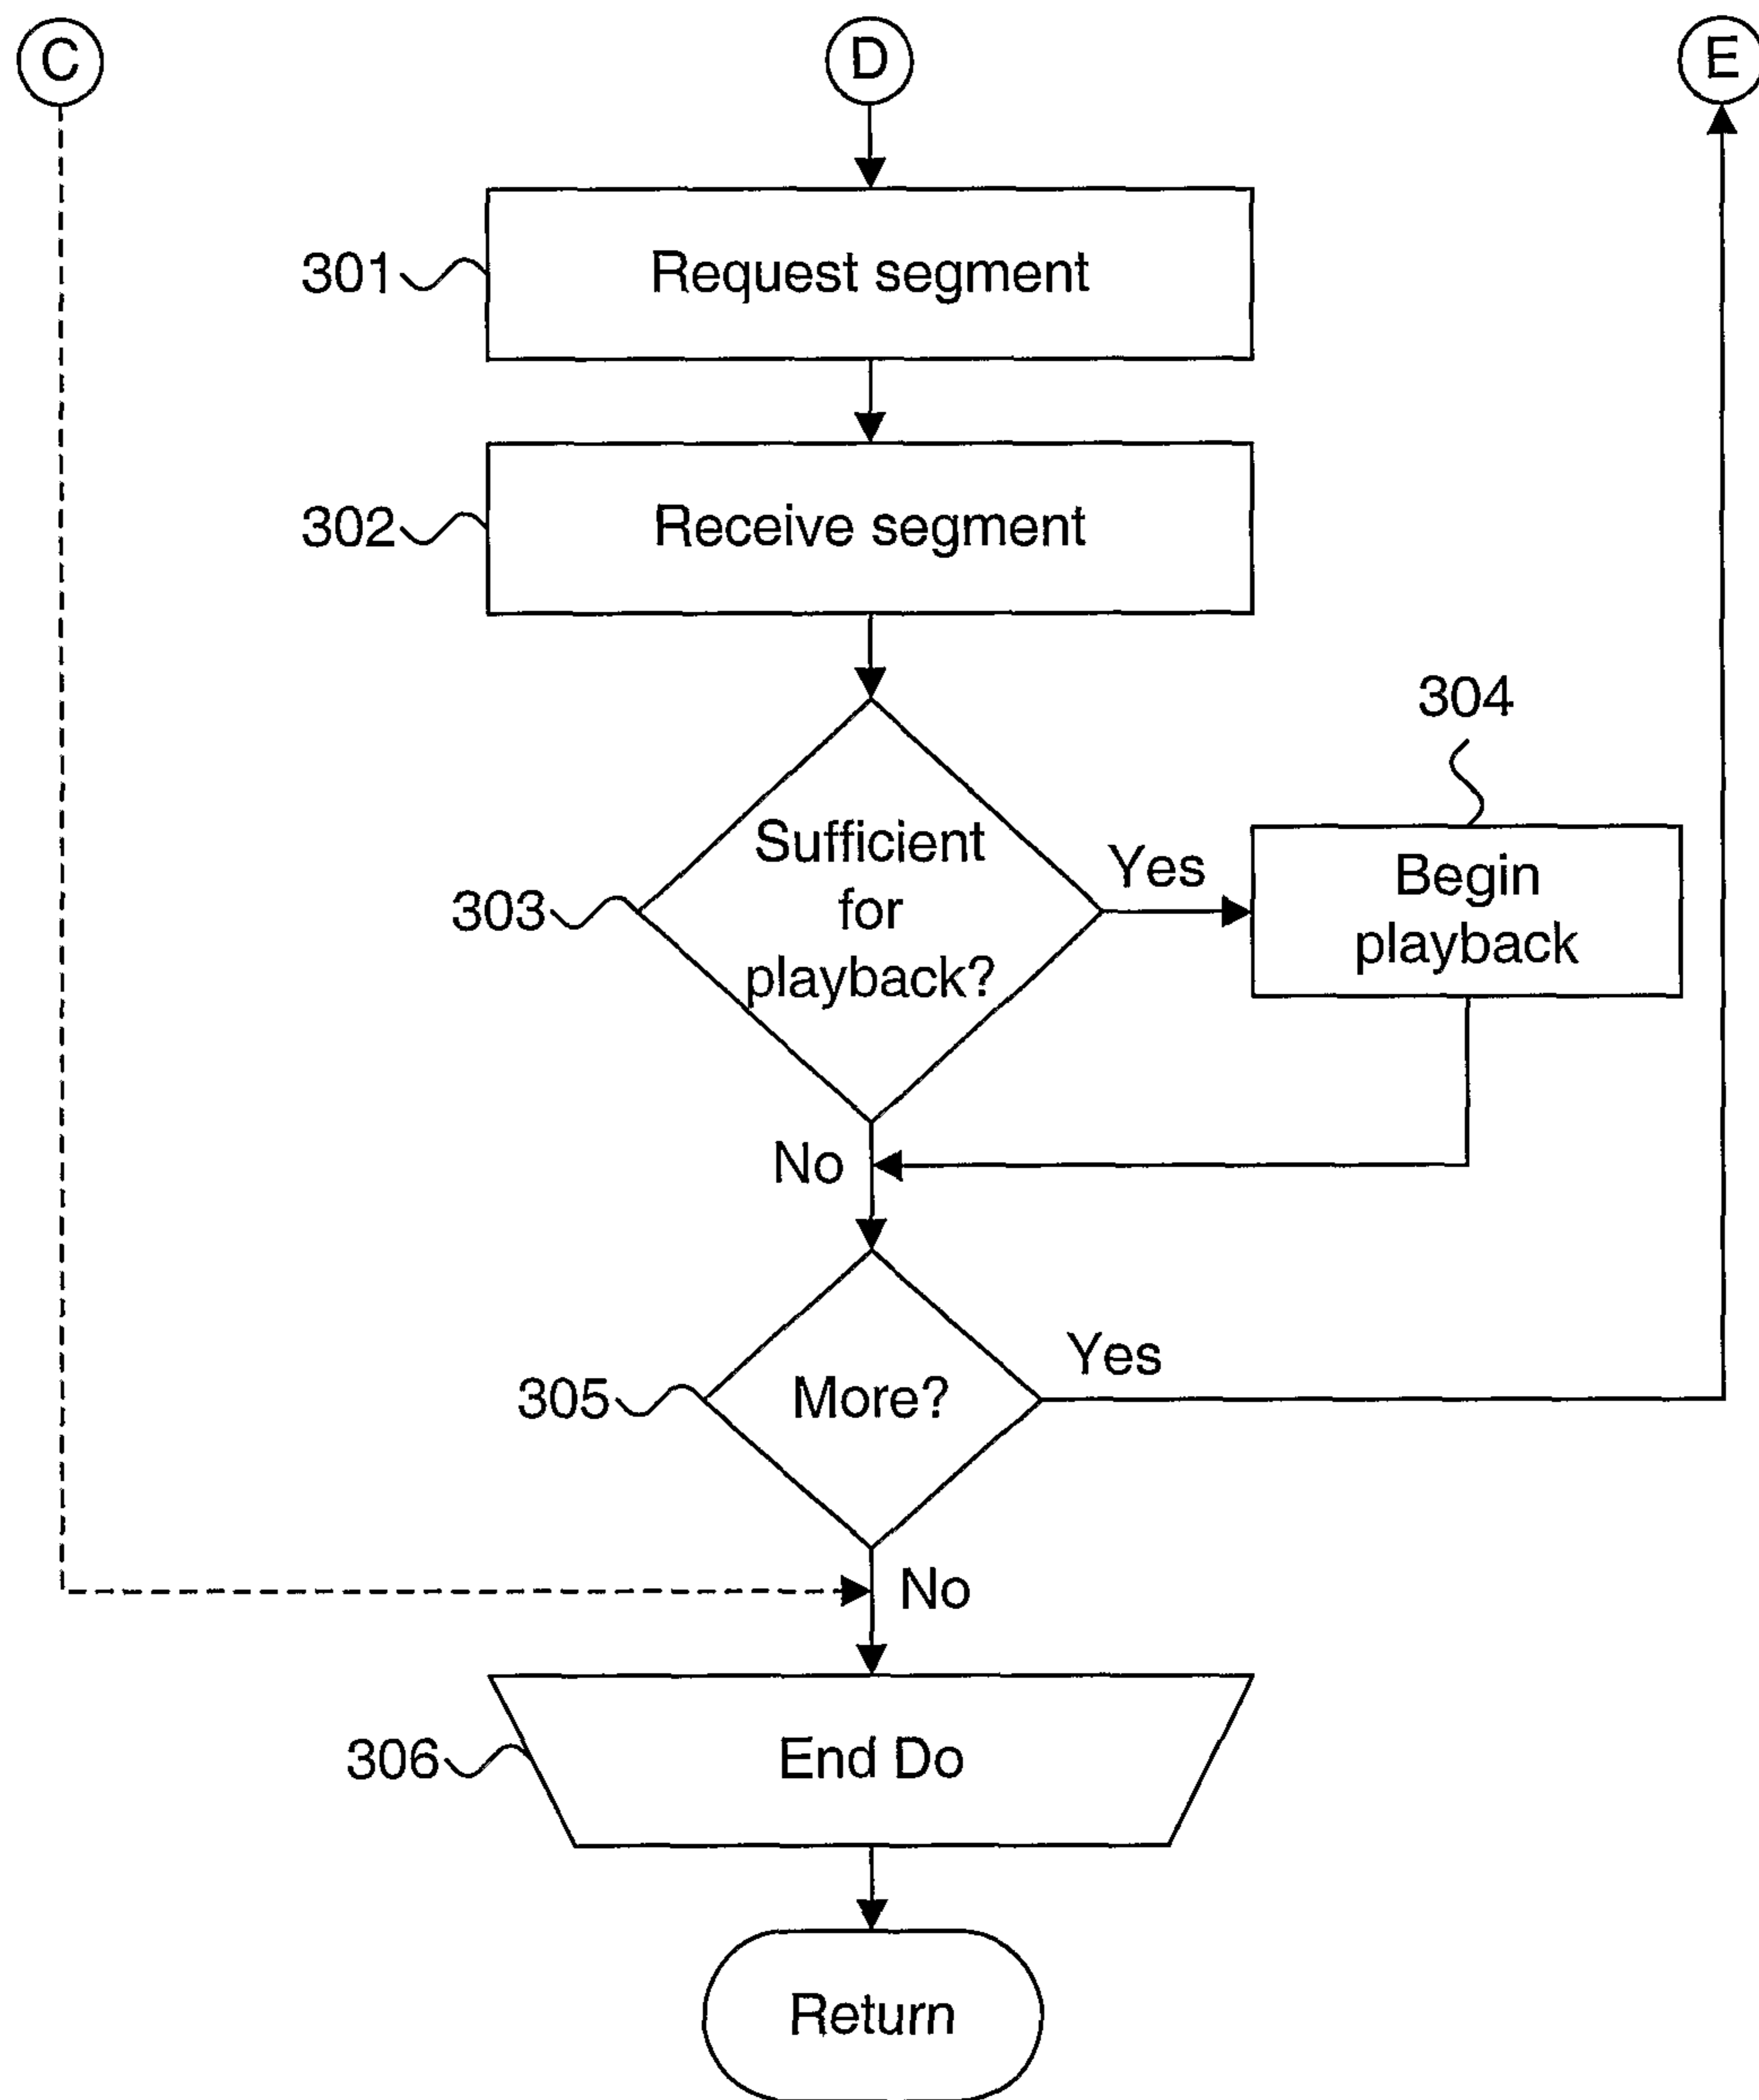 C
D
E
301
Request segment
302
Receive segment
304
Sufficient
for
playback?
303
Yes
Begin
playback
No
Yes
305
More?
No
306
End Do
Return